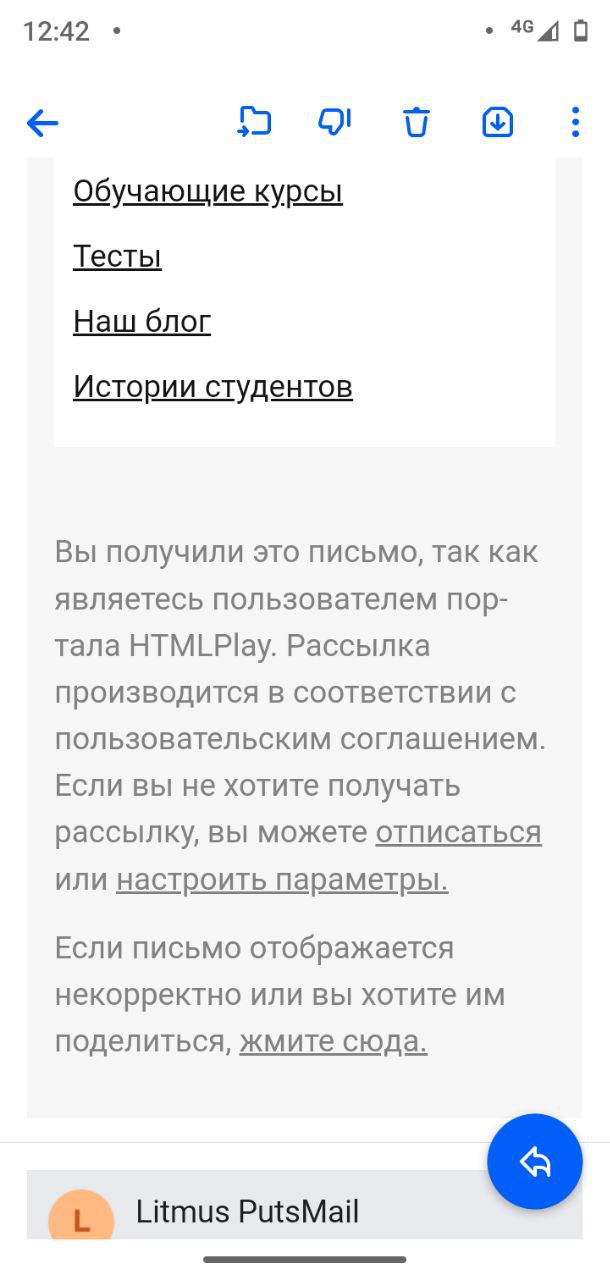 12:42
4G
Обучающие курсы
Тесты
Наш блог
Истории студентов
Вы получили это письмо, так как
являетесь пользователем пор-
тала HTMLPlay. Рассылка
производится в соответствии с
пользовательским соглашением.
Если вы не хотите получать
рассылку, вы можете отписаться
или настроить параметры.
Если письмо отображается
некорректно или вы хотите им
поделиться, жмите сюда.
L
Litmus PutsMail